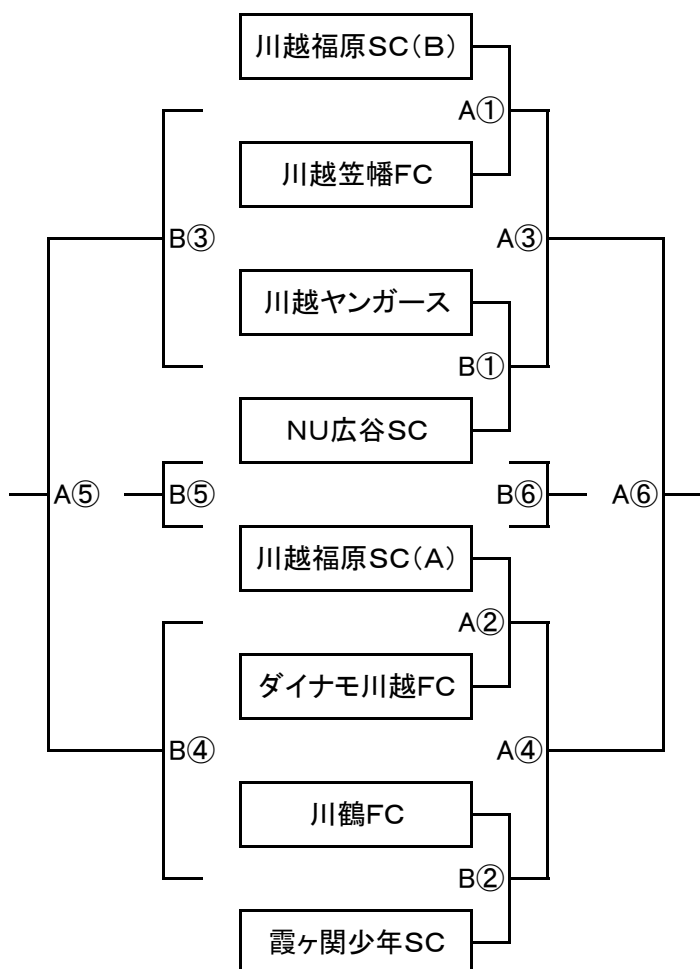 川越福原SC(B)
A①
川越笠幡FC
B③
A③
川越ヤンガース
B①
NU広谷SC
A⑤
B⑤
B⑥
A⑥
川越福原SC(A)
A②
ダイナモ川越FC
B④
A④
川鶴FC
B②
霞ヶ関少年SC